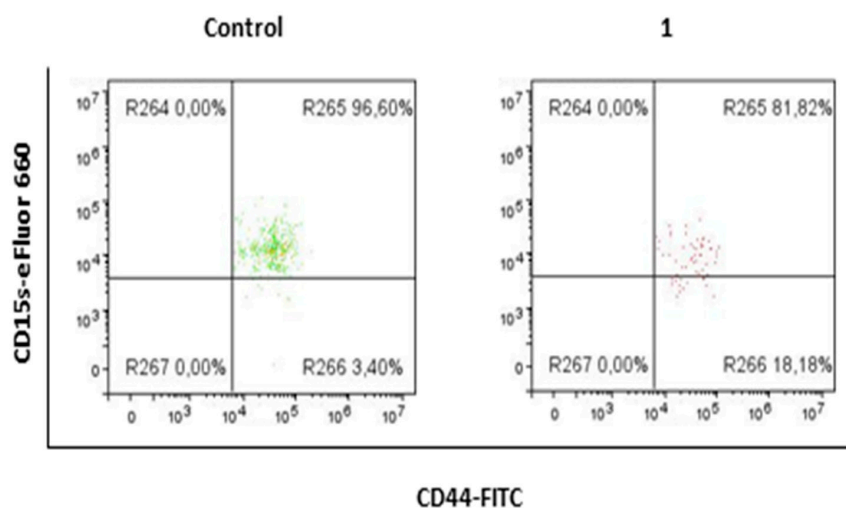 Control
1
CD15s-eFluor 660
10⁷
10⁶
10⁵
10⁴
10³
0
R264 0,00%
R265 96,60%
R267 0,00%
R266 3,40%
0
10³
10⁴
10⁵
10⁶
10⁷
10⁷
10⁶
10⁵
10⁴
10³
0
R264 0,00%
R265 81,82%
R267 0,00%
R266 18,18%
0
10³
10⁴
10⁵
10⁶
10⁷
CD44-FITC